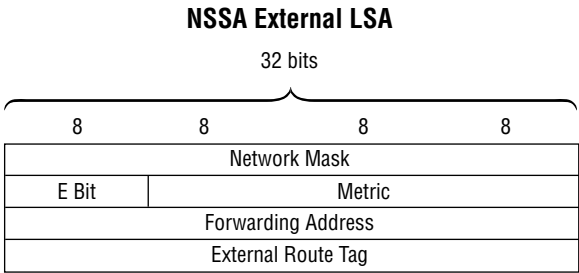 NSSA External LSA
32 bits
8 8 8 8
Network Mask
E Bit Metric
Forwarding Address
External Route Tag